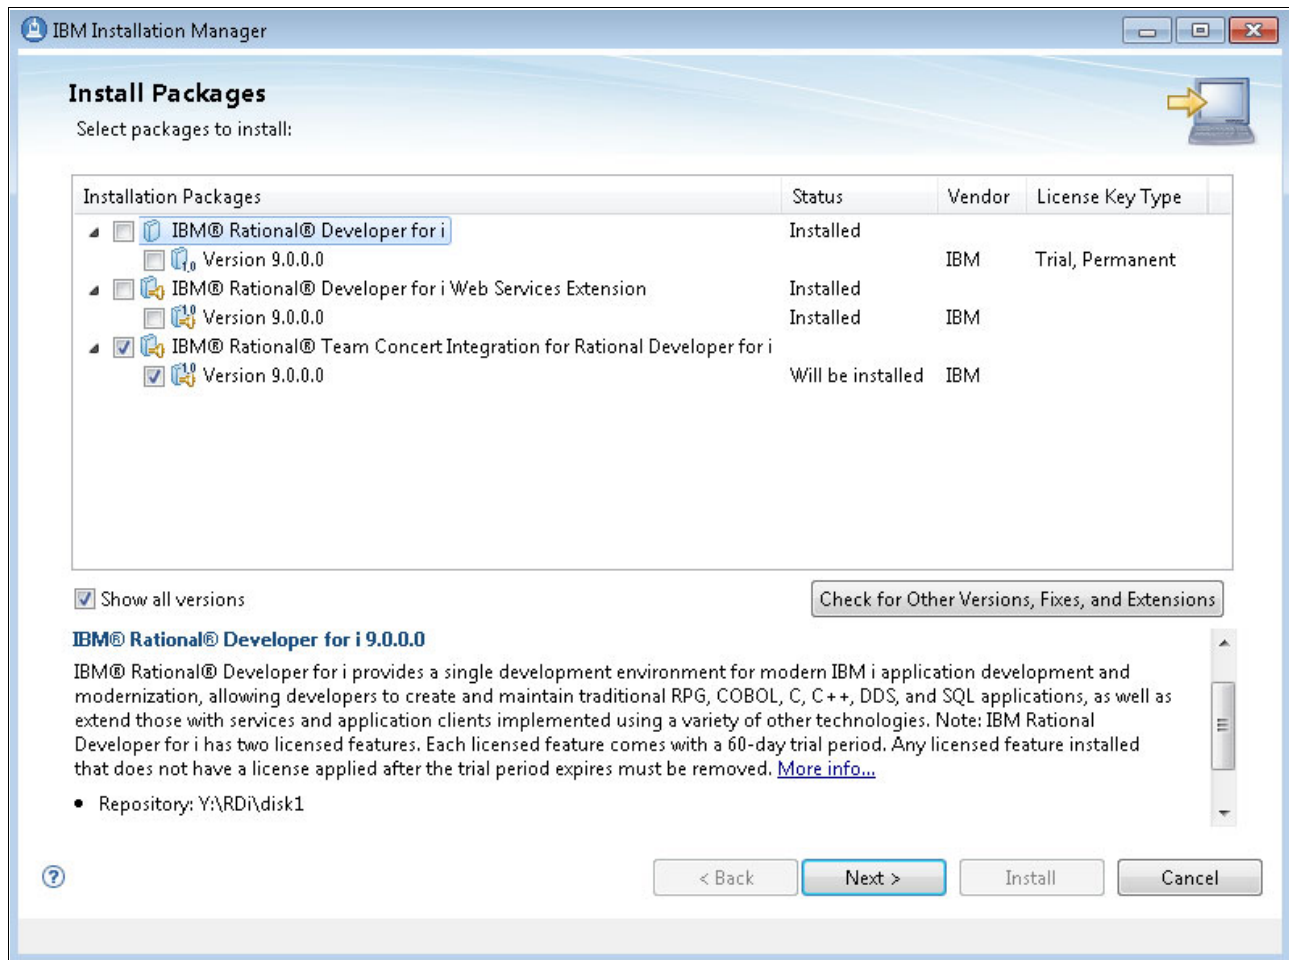 IBM Installation Manager
Install Packages
Select packages to install:
Installation Packages Status Vendor License Key Type
IBM® Rational® Developer for i Installed
Version 9.0.0.0 IBM Trial, Permanent
IBM® Rational® Developer for i Web Services Extension Installed
Version 9.0.0.0 Installed IBM
IBM® Rational® Team Concert Integration for Rational Developer for i
Version 9.0.0.0 Will be installed IBM
Show all versions Check for Other Versions, Fixes, and Extensions
IBM® Rational® Developer for i 9.0.0.0
IBM® Rational® Developer for i provides a single development environment for modern IBM i application development and
modernization, allowing developers to create and maintain traditional RPG, COBOL, C, C++, DDS, and SQL applications, as well as
extend those with services and application clients implemented using a variety of other technologies. Note: IBM Rational
Developer for i has two licensed features. Each licensed feature comes with a 60-day trial period. Any licensed feature installed
that does not have a license applied after the trial period expires must be removed. More info...
• Repository: Y:\RDi\disk1
? < Back Next > Install Cancel